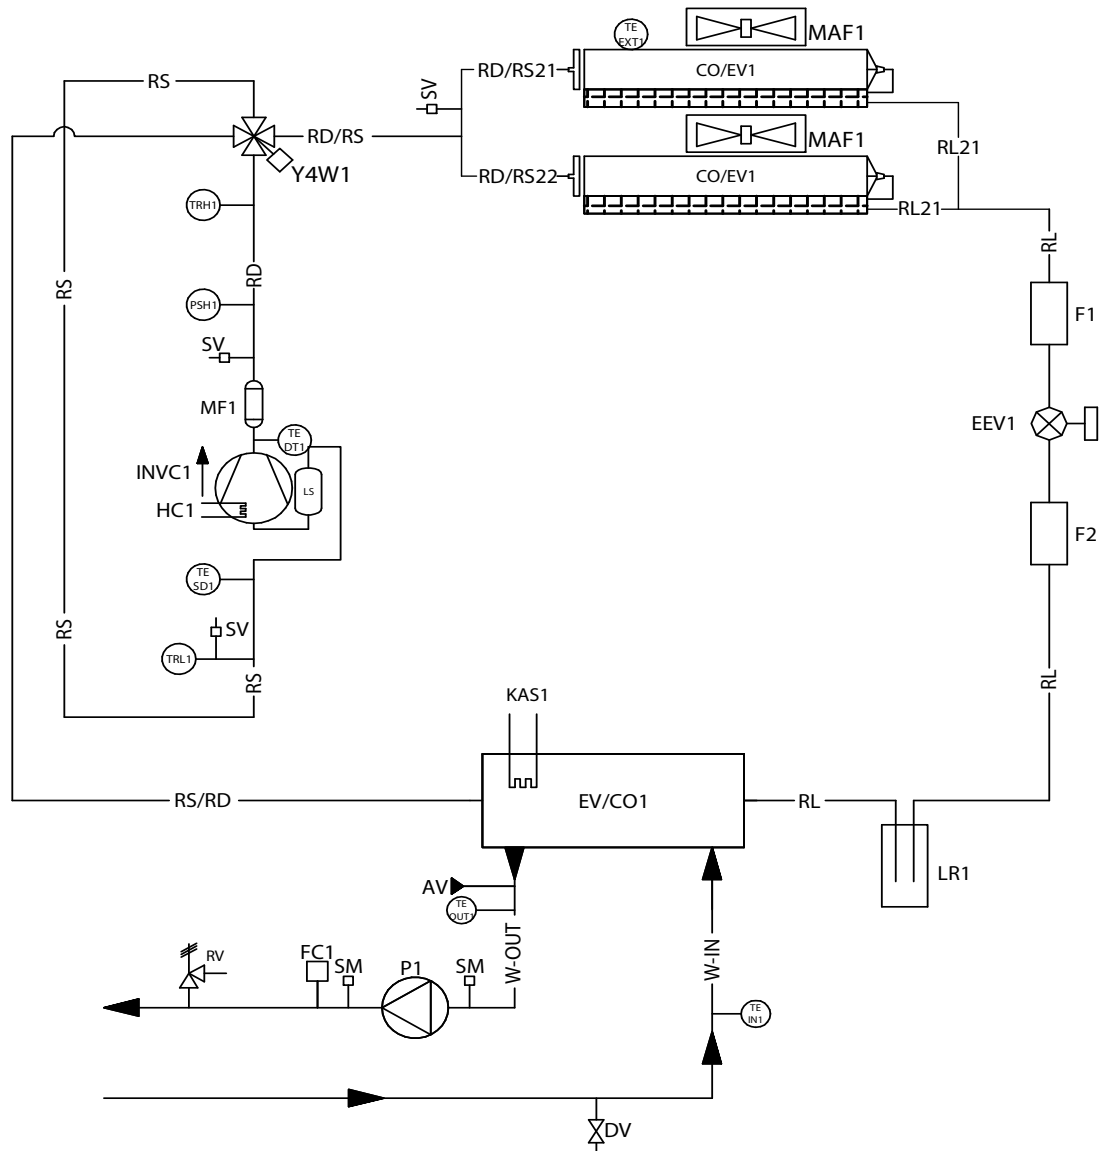 TE
EXT1
MAF1
RS
SV
RD/RS21
CO/EV1
RD/RS
MAF1
Y4W1
RL21
RD/RS22
CO/EV1
TRH1
RL21
RL
RD
RS
PSH1
F1
SV
MF1
EEV1
TE
DT1
INVC1
LS
HC1
F2
TE
SD1
RS
SV
TRL1
RS
RL
KAS1
RS/RD
EV/CO1
RL
LR1
AV
TE
OUT1
W-OUT
W-IN
RV
FC1
SM
P1
SM
TE
IN1
DV